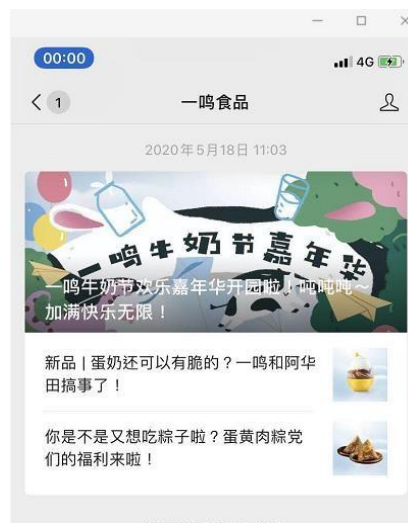 00:00
4G
1
一鸣食品
2020年5月18日 11:03
一鸣牛奶节嘉年华
一鸣牛奶节欢乐嘉年华开园啦！吨吨吨～
加满快乐无限！
新品 | 蛋奶还可以有脆的？一鸣和阿华
田搞事了！
你是不是又想吃粽子啦？蛋黄肉粽党
们的福利来啦！